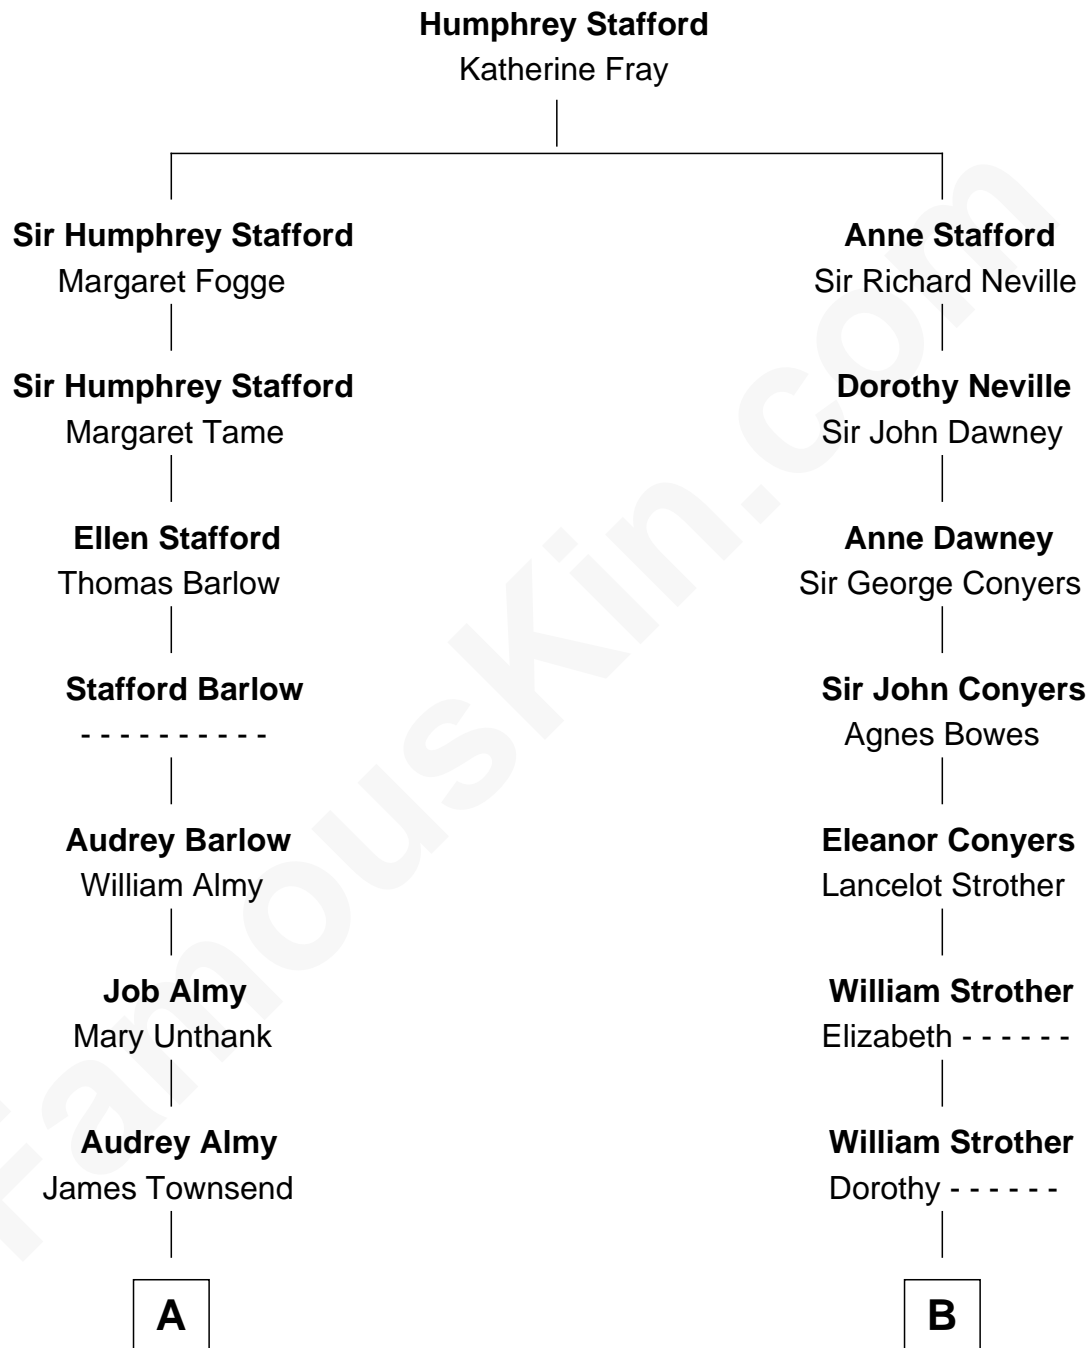 Humphrey Stafford
Katherine Fray
Sir Humphrey Stafford
Margaret Fogge
Anne Stafford
Sir Richard Neville
Sir Humphrey Stafford
Margaret Tame
Dorothy Neville
Sir John Dawney
Ellen Stafford
Thomas Barlow
Anne Dawney
Sir George Conyers
Stafford Barlow
- - - - - - - - - -
Sir John Conyers
Agnes Bowes
Audrey Barlow
William Almy
Eleanor Conyers
Lancelot Strother
Job Almy
Mary Unthank
William Strother
Elizabeth - - - - - -
Audrey Almy
James Townsend
William Strother
Dorothy - - - - - -
A
B
FamousKin.com